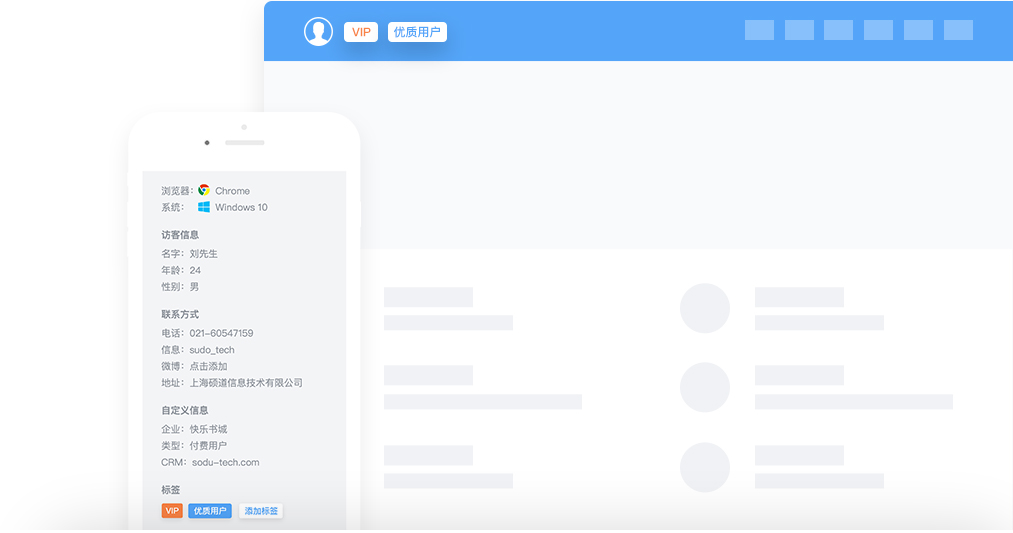 VIP 优质用户
浏览器: Chrome
系统: Windows 10
访客信息
名字: 刘先生
年龄: 24
性别: 男
联系方式
电话: 021-60547159
信息: sudo_tech
微博: 点击添加
地址: 上海硕道信息技术有限公司
自定义信息
企业: 快乐书城
类型: 付费用户
CRM: sodu-tech.com
标签
VIP 优质用户 添加标签